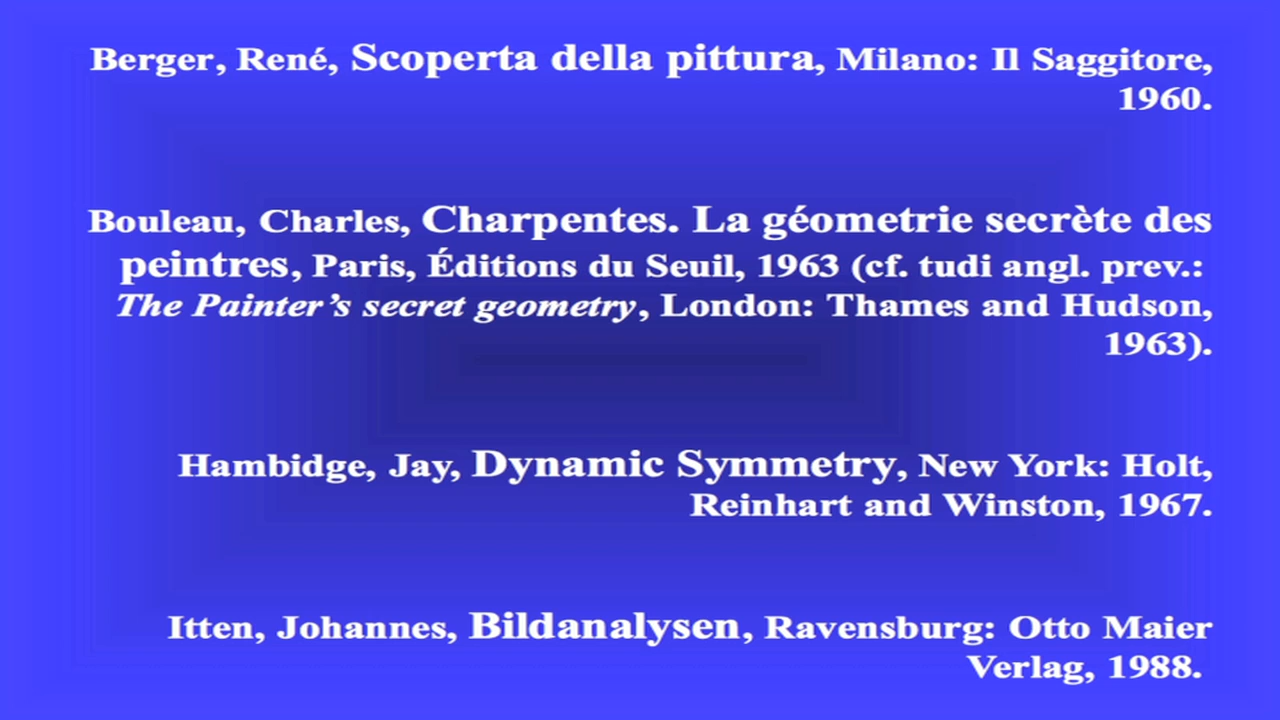 Berger, René, Scoperta della pittura, Milano: Il Saggitore,
1960.
Bouleau, Charles, Charpentes. La géometrie secrète des
peintres, Paris, Éditions du Seuil, 1963 (cf. tudi angl. prev.:
The Painter’s secret geometry, London: Thames and Hudson,
1963).
Hambidge, Jay, Dynamic Symmetry, New York: Holt,
Reinhart and Winston, 1967.
Itten, Johannes, Bildanalysen, Ravensburg: Otto Maier
Verlag, 1988.